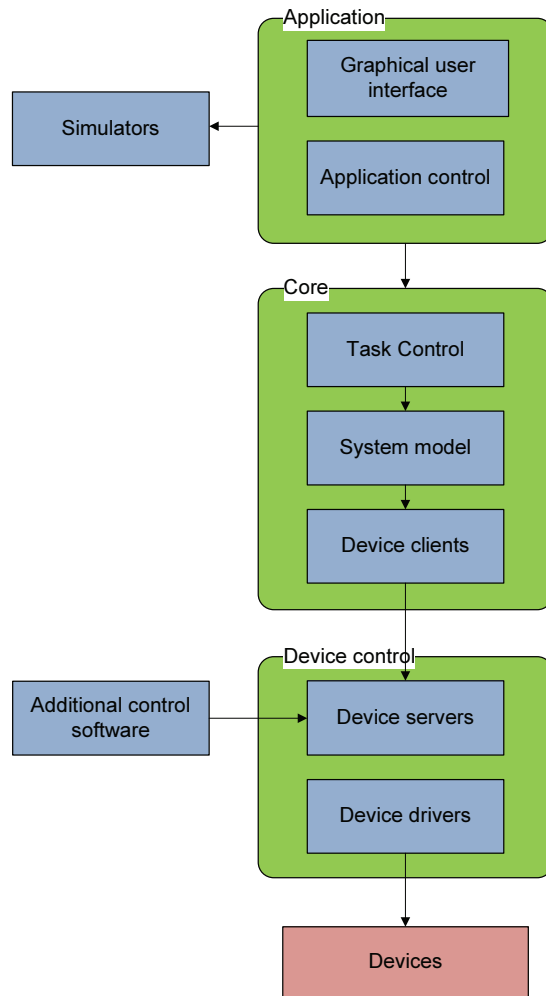 Application
Graphical user
interface
Simulators
Application control
Core
Task Control
System model
Device clients
Device control
Additional control
software
Device servers
Device drivers
Devices